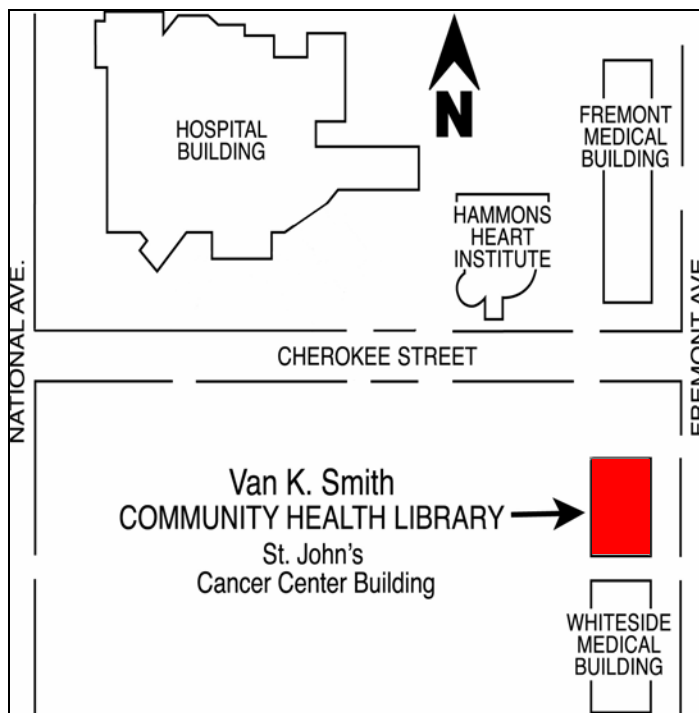 HOSPITAL
BUILDING
N
FREMONT
MEDICAL
BUILDING
HAMMONS
HEART
INSTITUTE
NATIONAL AVE.
FREMONT AVE.
CHEROKEE STREET
Van K. Smith
COMMUNITY HEALTH LIBRARY
St. John's
Cancer Center Building
WHITESIDE
MEDICAL
BUILDING